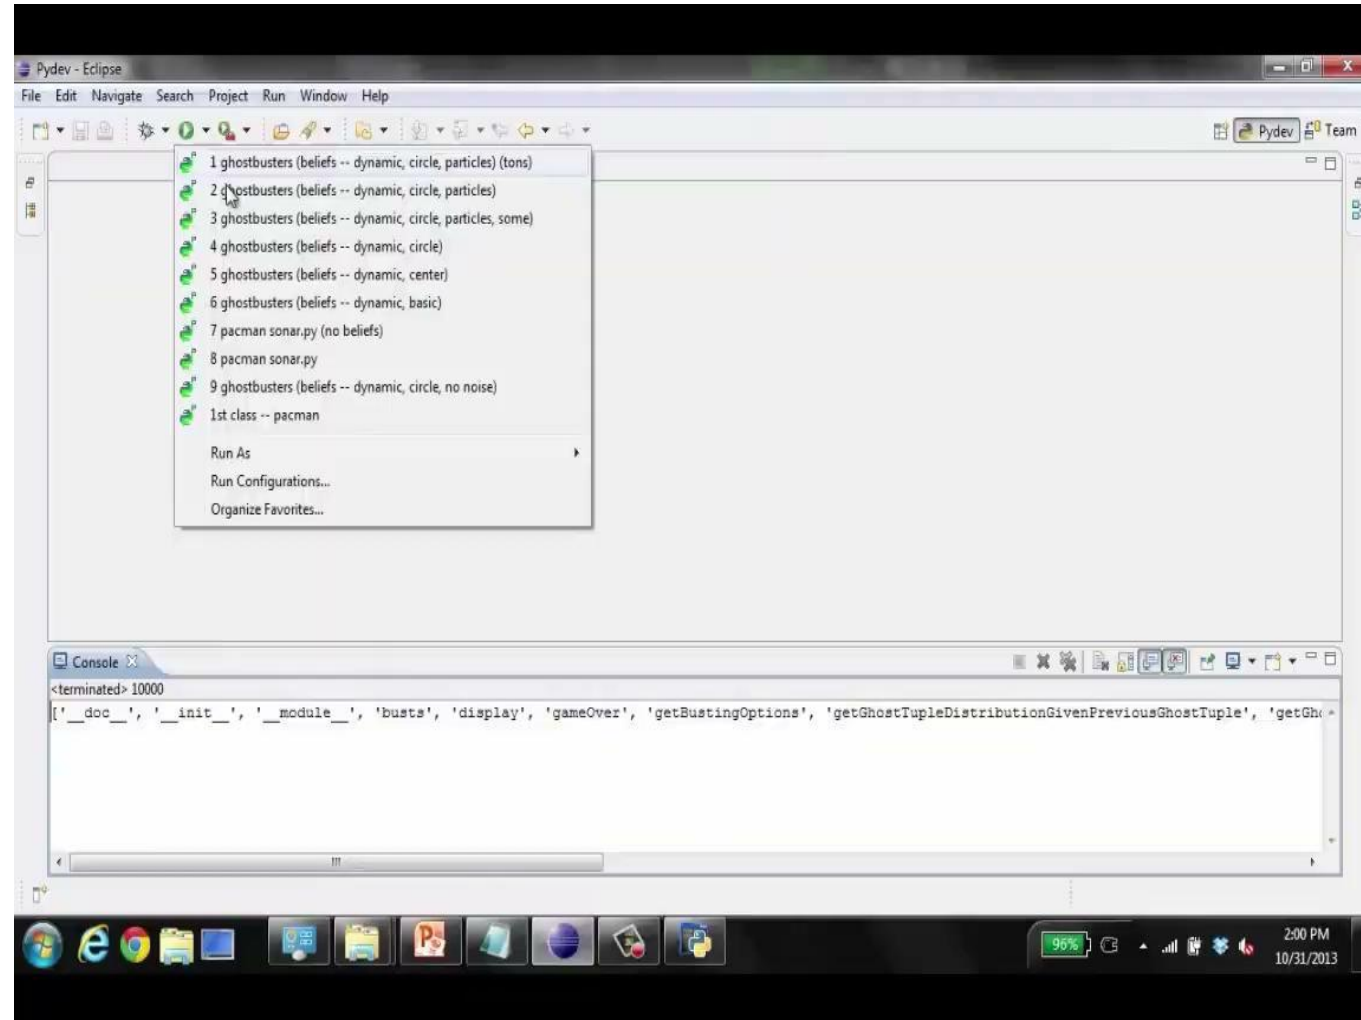 Pydev - Eclipse
File Edit Navigate Search Project Run Window Help
Pydev Team
1 ghostbusters (beliefs -- dynamic, circle, particles) (tons)
2 ghostbusters (beliefs -- dynamic, circle, particles)
3 ghostbusters (beliefs -- dynamic, circle, particles, some)
4 ghostbusters (beliefs -- dynamic, circle)
5 ghostbusters (beliefs -- dynamic, center)
6 ghostbusters (beliefs -- dynamic, basic)
7 pacman sonar.py (no beliefs)
8 pacman sonar.py
9 ghostbusters (beliefs -- dynamic, circle, no noise)
1st class -- pacman
Run As
Run Configurations...
Organize Favorites...
Console
<terminated> 10000
['__doc__', '__init__', '__module__', 'busts', 'display', 'gameOver', 'getBustingOptions', 'getGhostTupleDistributionGivenPreviousGhostTuple', 'getGh
96%
2:00 PM
10/31/2013